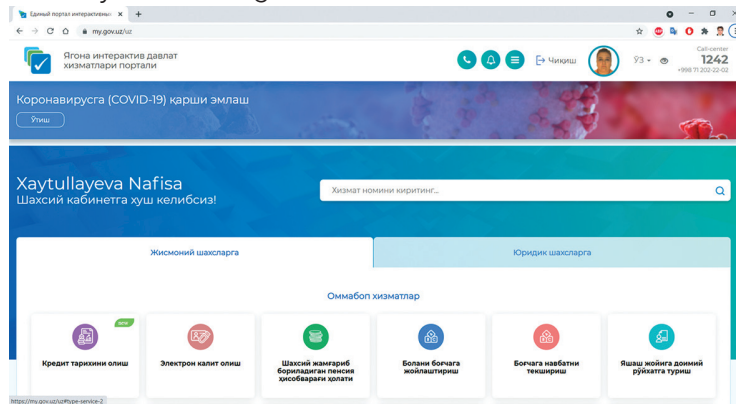 Единый портал интерактивных
my.gov.uz/uz
Ягона интерактив давлат
хизматлари портали
Чиқиш
ЎЗ
Call-center
1242
+998 71 202-22-02
Коронавирусга (COVID-19) қарши эмлаш
Ўтиш
Xaytullayeva Nafisa
Шахсий кабинетга хуш келибсиз!
Хизмат номини киритинг...
Жисмоний шахсларга
Юридик шахсларга
Оммабоп хизматлар
Кредит тарихини олиш
Электрон калит олиш
Шахсий жамғариб
бориладиган пенсия
ҳисобварағи ҳолати
Болани боғчага
жойлаштириш
Боғчага навбатни
текшириш
Яшаш жойига доимий
рўйхатга туриш
https://my.gov.uz/uz#type-service-2